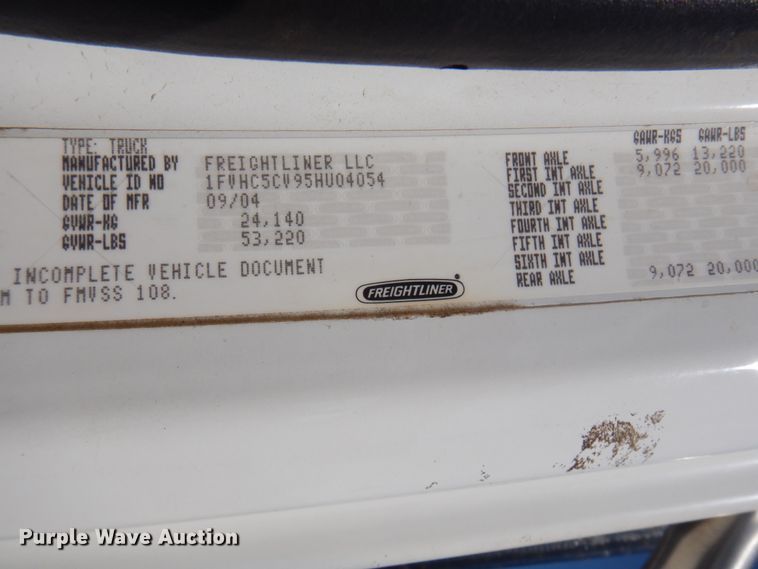 TYPE: TRUCK
MANUFACTURED BY FREIGHTLINER LLC
VEHICLE ID NO 1FVHC5CV95HU04054
DATE OF MFR 09/04
GVWR-KG 24,140
GVWR-LBS 53,220
INCOMPLETE VEHICLE DOCUMENT
M TO FMVSS 108.
FREIGHTLINER
GAWR-KGS GAWR-LBS
FRONT AXLE 5,996 13,220
FIRST INT AXLE 9,072 20,000
SECOND INT AXLE
THIRD INT AXLE
FOURTH INT AXLE
FIFTH INT AXLE
SIXTH INT AXLE
REAR AXLE 9,072 20,000
Purple Wave Auction